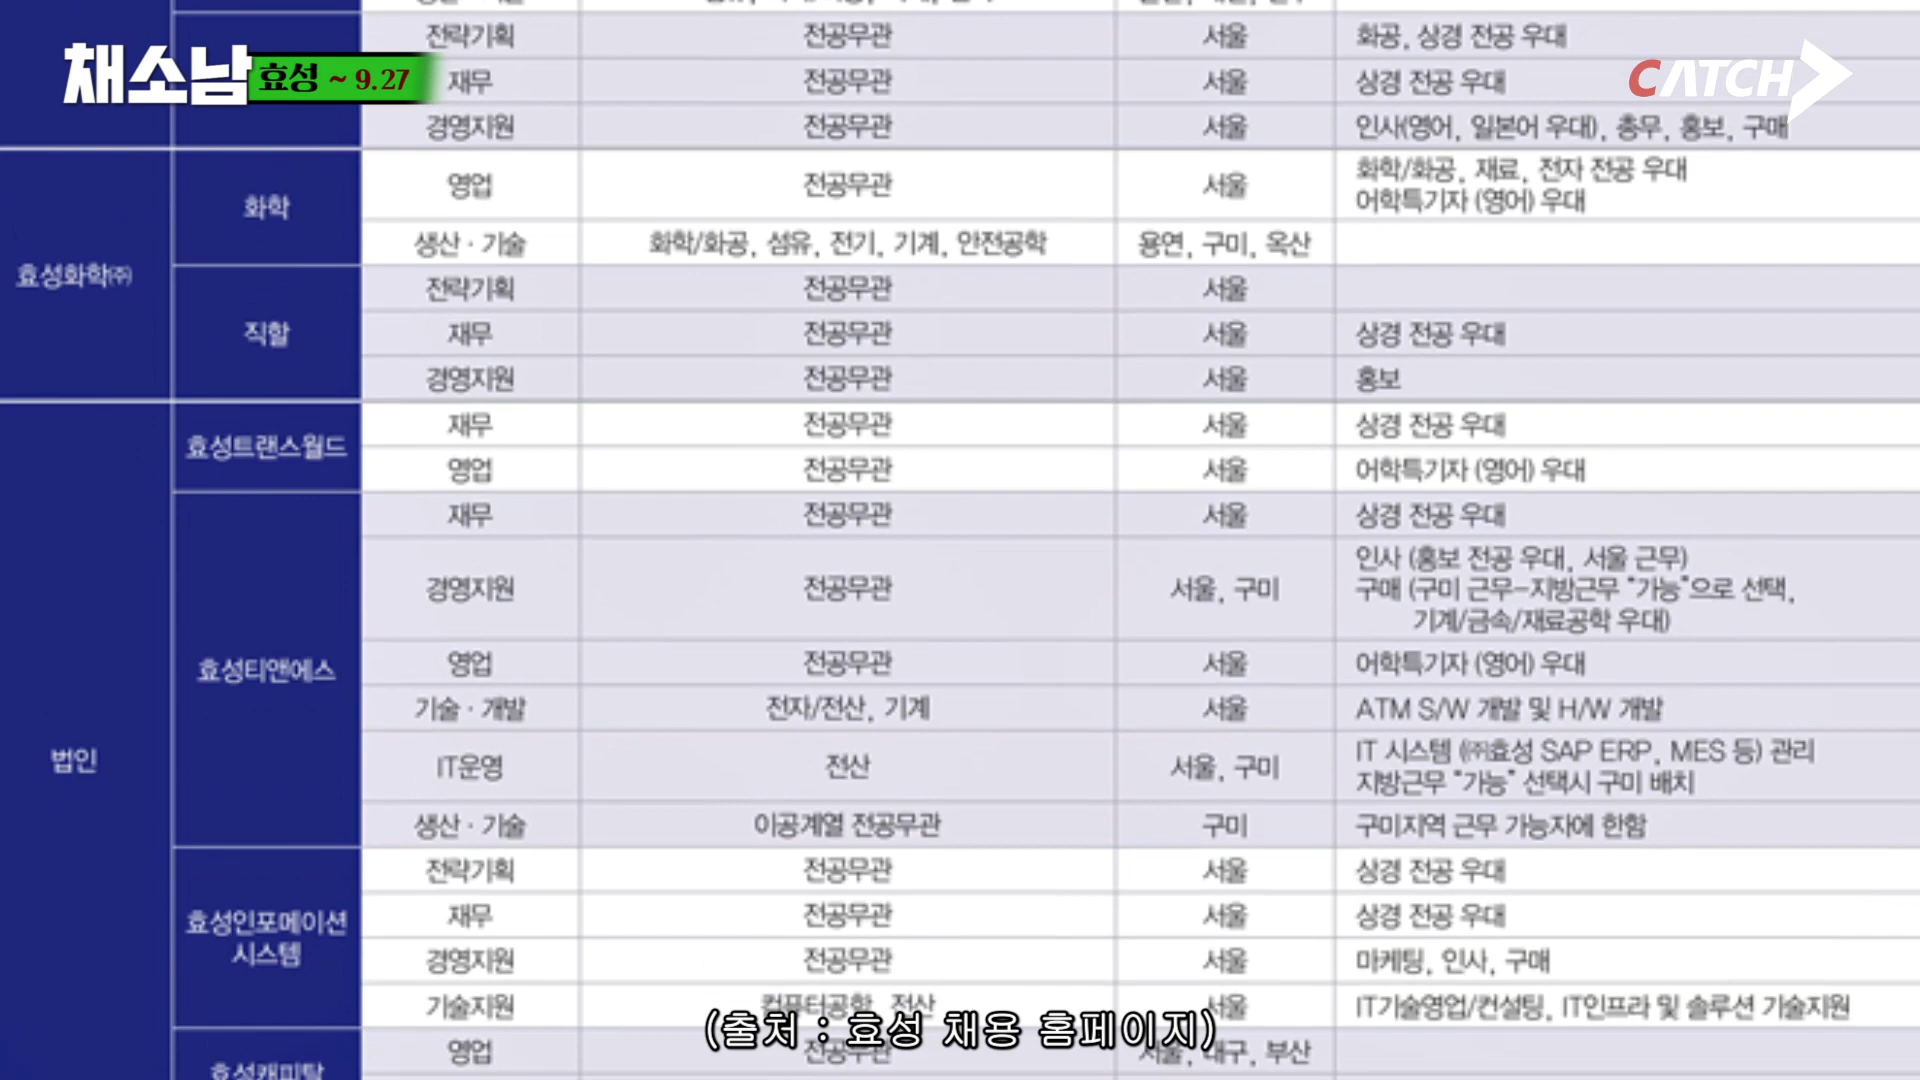 채소남 효성 ~ 9.27
CATCH
전략기획 전공무관 서울 화공, 상경 전공 우대
재무 전공무관 서울 상경 전공 우대
경영지원 전공무관 서울 인사(영어, 일본어 우대), 총무, 홍보, 구매
효성화학㈜
화학
영업 전공무관 서울 화학/화공, 재료, 전자 전공 우대
어학특기자 (영어) 우대
생산 · 기술 화학/화공, 섬유, 전기, 기계, 안전공학 용연, 구미, 옥산
직할
전략기획 전공무관 서울
재무 전공무관 서울 상경 전공 우대
경영지원 전공무관 서울 홍보
법인
효성트랜스월드
재무 전공무관 서울 상경 전공 우대
영업 전공무관 서울 어학특기자 (영어) 우대
효성티앤에스
재무 전공무관 서울 상경 전공 우대
경영지원 전공무관 서울, 구미 인사 (홍보 전공 우대, 서울 근무)
구매 (구미 근무-지방근무 "가능"으로 선택,
기계/금속/재료공학 우대)
영업 전공무관 서울 어학특기자 (영어) 우대
기술 · 개발 전자/전산, 기계 서울 ATM S/W 개발 및 H/W 개발
IT운영 전산 서울, 구미 IT 시스템 (㈜효성 SAP ERP, MES 등) 관리
지방근무 "가능" 선택시 구미 배치
생산 · 기술 이공계열 전공무관 구미 구미지역 근무 가능자에 한함
효성인포메이션
시스템
전략기획 전공무관 서울 상경 전공 우대
재무 전공무관 서울 상경 전공 우대
경영지원 전공무관 서울 마케팅, 인사, 구매
기술지원 컴퓨터공학, 전산 서울 IT기술영업/컨설팅, IT인프라 및 솔루션 기술지원
(출처 : 효성 채용 홈페이지)
효성캐피탈
영업 전공무관 서울, 대구, 부산